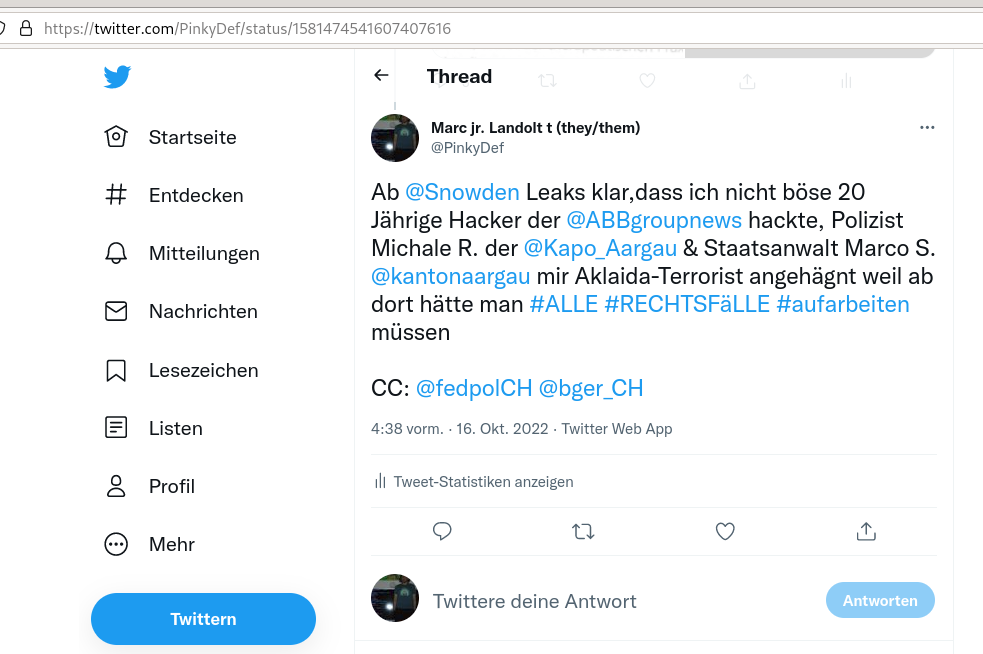 https://twitter.com/PinkyDef/status/1581474541607407616
Thread
Startseite
Entdecken
Mitteilungen
Nachrichten
Lesezeichen
Listen
Profil
Mehr
Twittern
Marc jr. Landolt t (they/them)
@PinkyDef
Ab @Snowden Leaks klar,dass ich nicht böse 20
Jährige Hacker der @ABBgroupnews hackte, Polizist
Michale R. der @Kapo_Aargau & Staatsanwalt Marco S.
@kantonaargau mir Aklaida-Terrorist angehägnt weil ab
dort hätte man #ALLE #RECHTSFäLLE #aufarbeiten
müssen
CC: @fedpolCH @bger_CH
4:38 vorm. · 16. Okt. 2022 · Twitter Web App
Tweet-Statistiken anzeigen
Twittere deine Antwort
Antworten